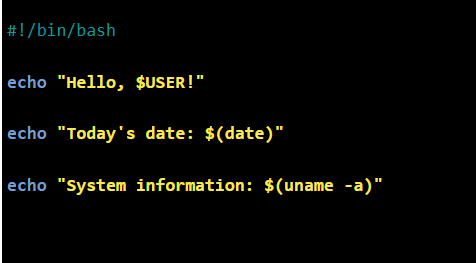 #!/bin/bash
echo "Hello, $USER!"
echo "Today's date: $(date)"
echo "System information: $(uname -a)"